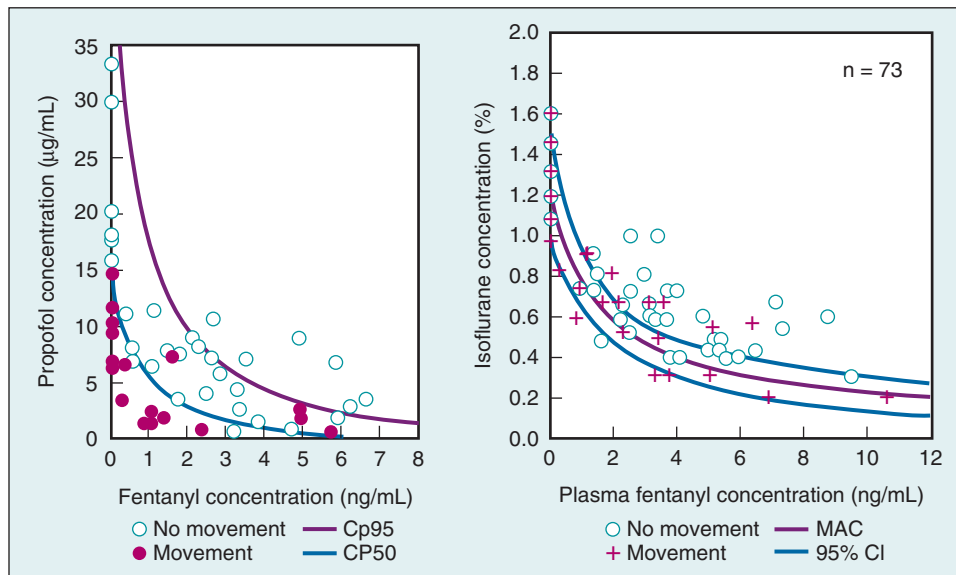 Propofol concentration (µg/mL)
35
30
25
20
15
10
5
0
0 1 2 3 4 5 6 7 8
Fentanyl concentration (ng/mL)
No movement Cp95
Movement CP50
Isoflurane concentration (%)
2.0
1.8
1.6
1.4
1.2
1.0
0.8
0.6
0.4
0.2
0.0
n = 73
0 2 4 6 8 10 12
Plasma fentanyl concentration (ng/mL)
No movement MAC
Movement 95% CI